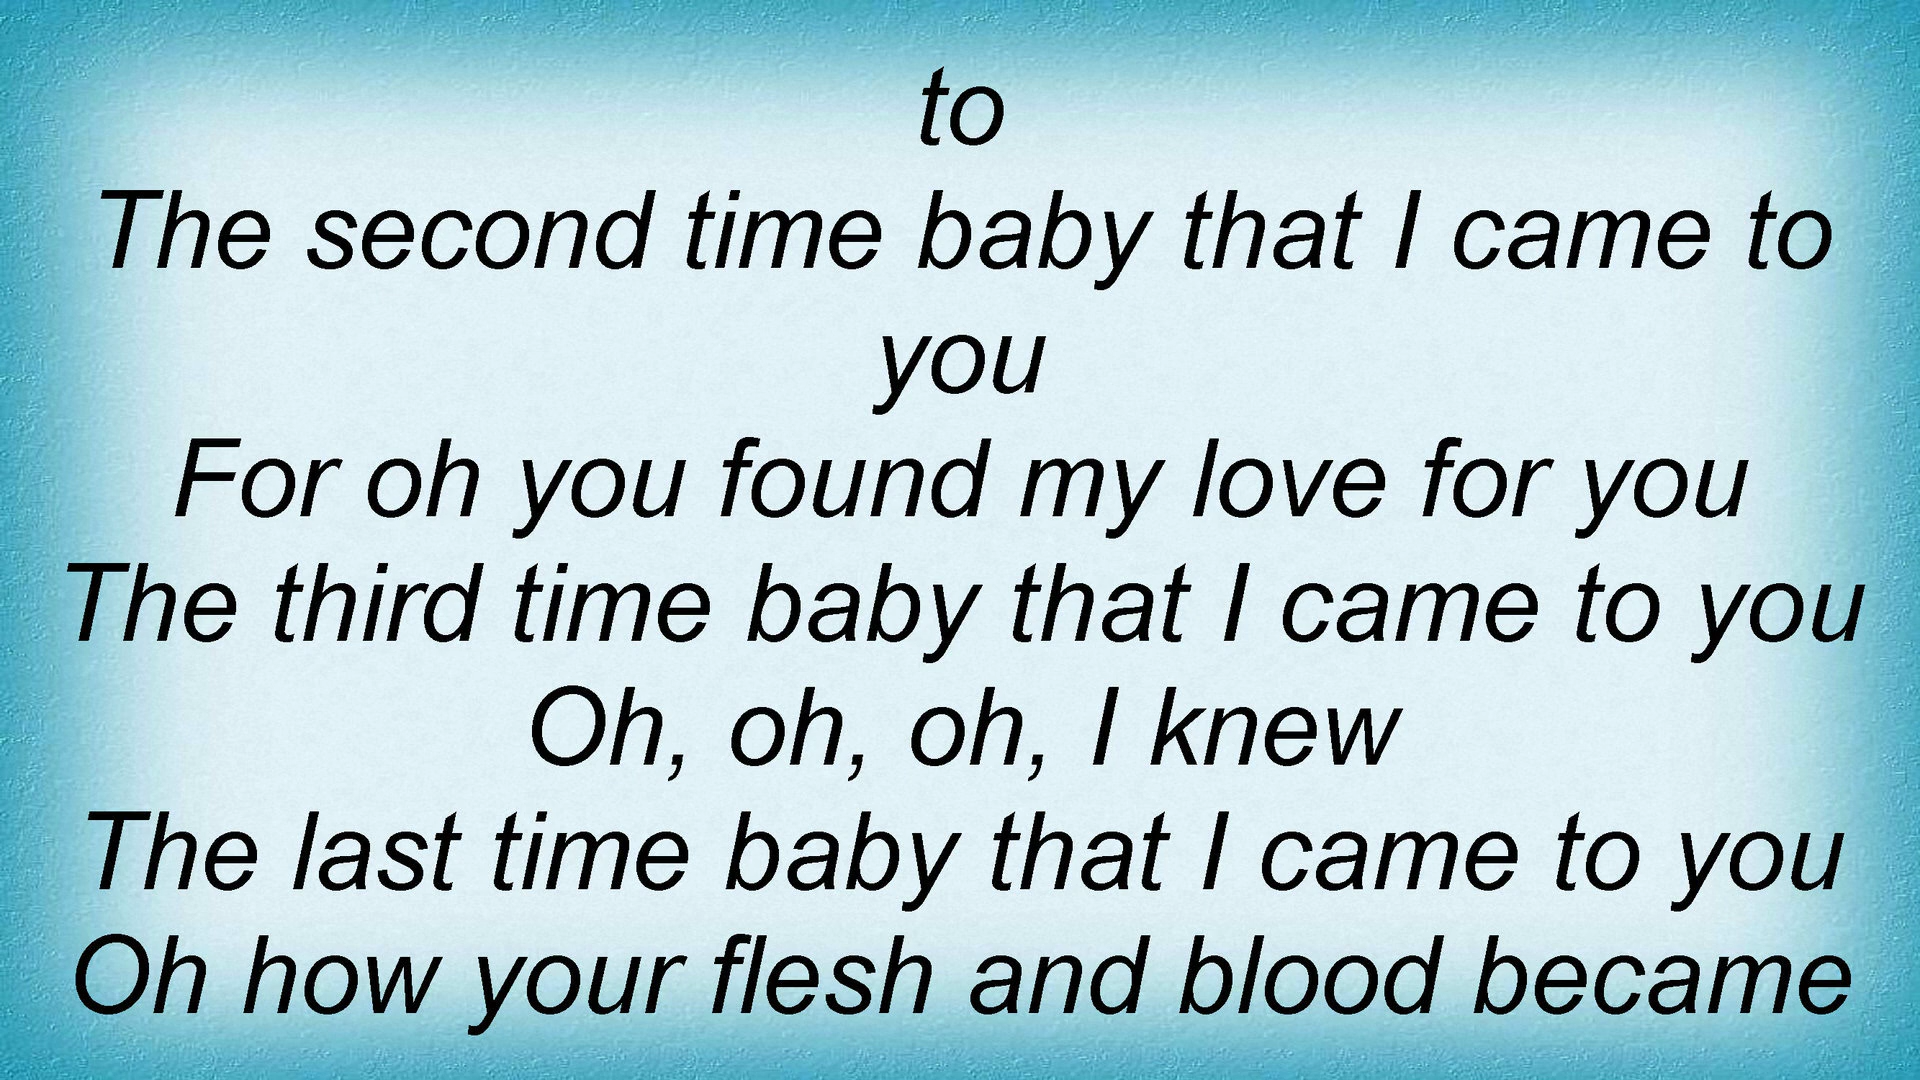 to
The second time baby that I came to
you
For oh you found my love for you
The third time baby that I came to you
Oh, oh, oh, I knew
The last time baby that I came to you
Oh how your flesh and blood became